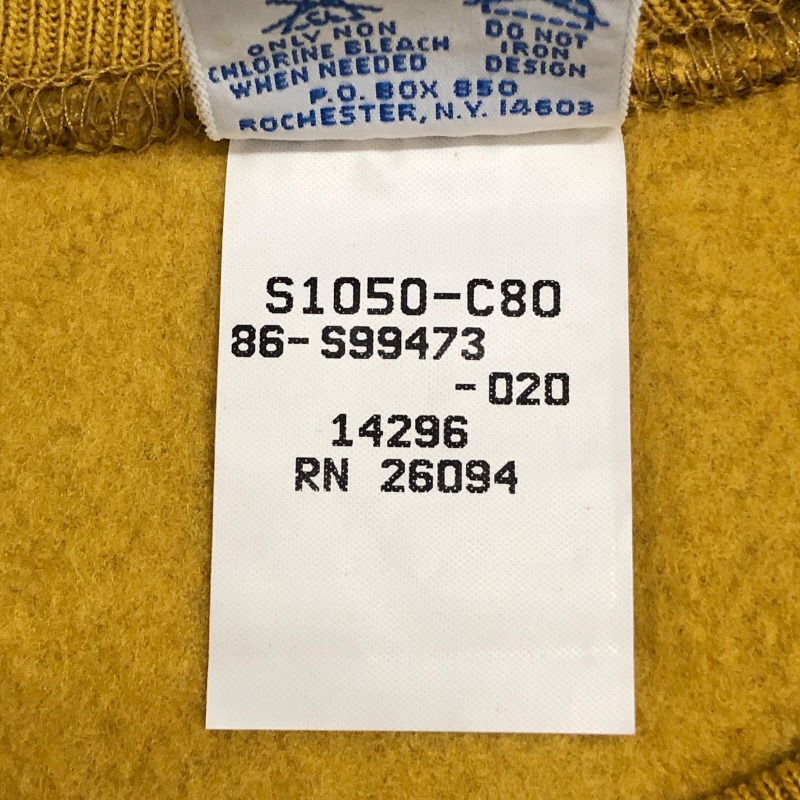 ONLY NON
CHLORINE BLEACH
WHEN NEEDED
DO NOT
IRON
DESIGN
P.O. BOX 850
ROCHESTER, N.Y. 14603
S1050-C80
86-S99473
-020
14296
RN 26094